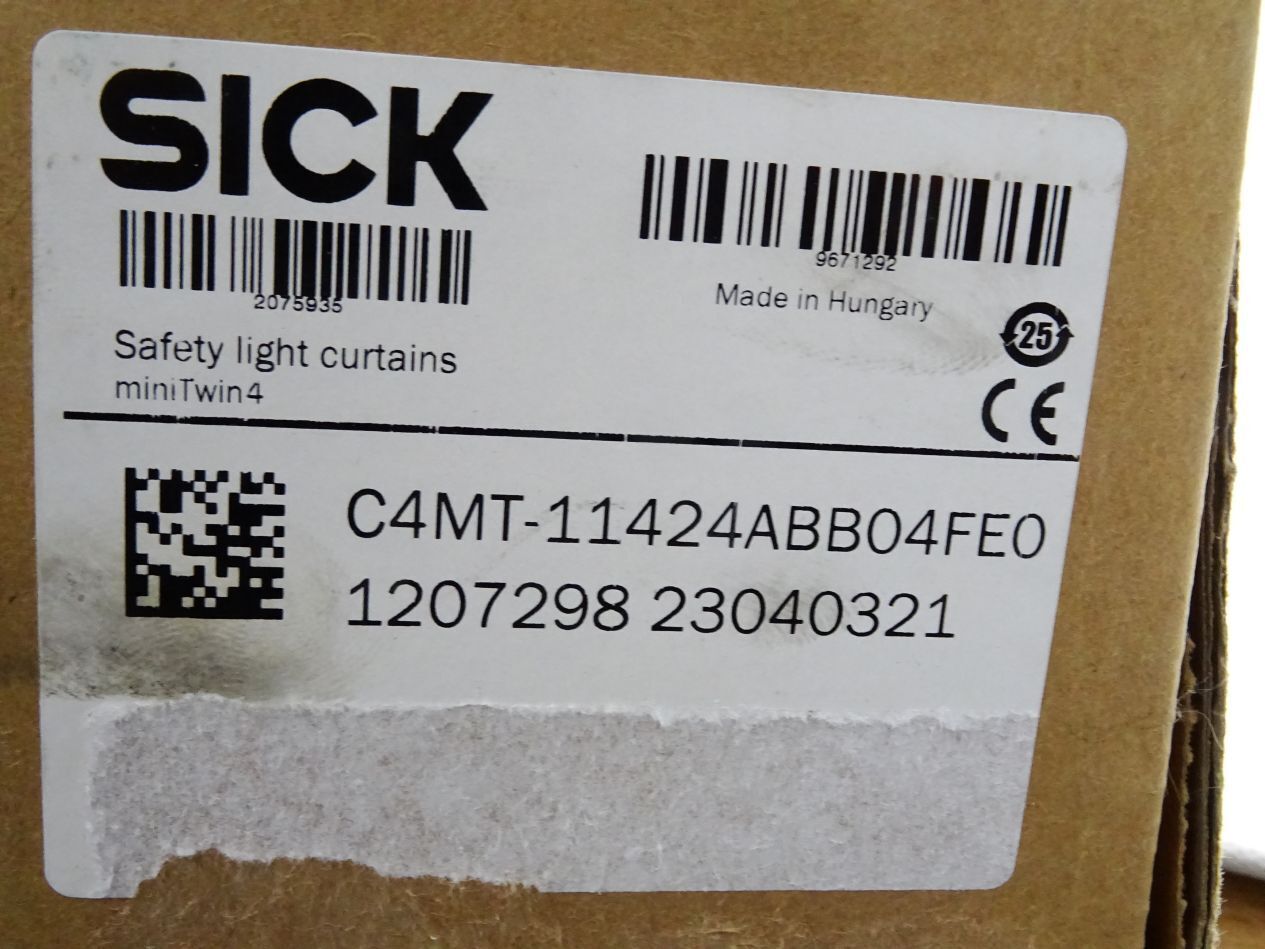 SICK
2075935
Safety light curtains
miniTwin4
9671292
Made in Hungary
25
CE
C4MT-11424ABB04FE0
1207298 23040321